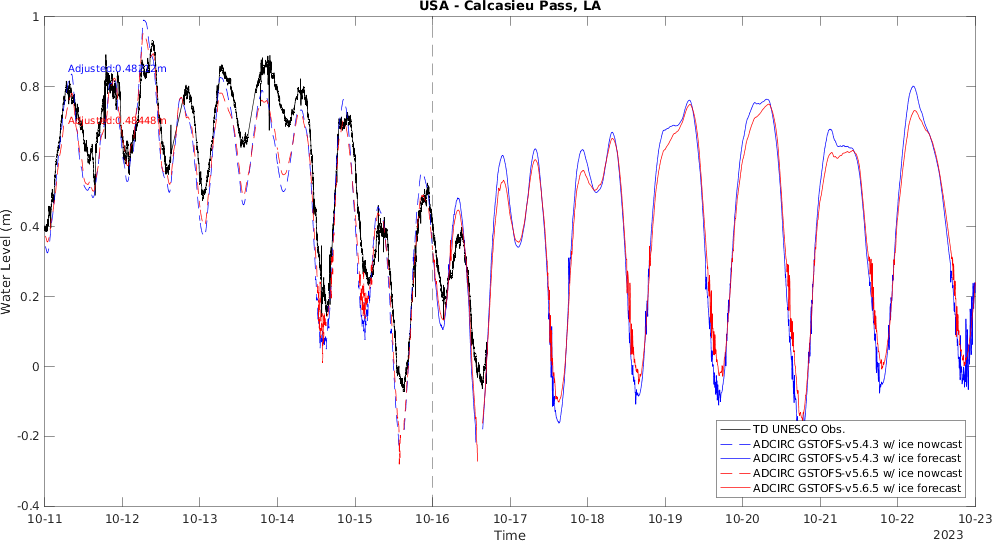 USA - Calcasieu Pass, LA
Water Level (m)
1
0.8
0.6
0.4
0.2
0
-0.2
-0.4
Adjusted:0.48448m
TD UNESCO Obs.
ADCIRC GSTOFS-v5.4.3 w/ ice nowcast
ADCIRC GSTOFS-v5.4.3 w/ ice forecast
ADCIRC GSTOFS-v5.6.5 w/ ice nowcast
ADCIRC GSTOFS-v5.6.5 w/ ice forecast
10-11 10-12 10-13 10-14 10-15 10-16 10-17 10-18 10-19 10-20 10-21 10-22 10-23
Time
2023